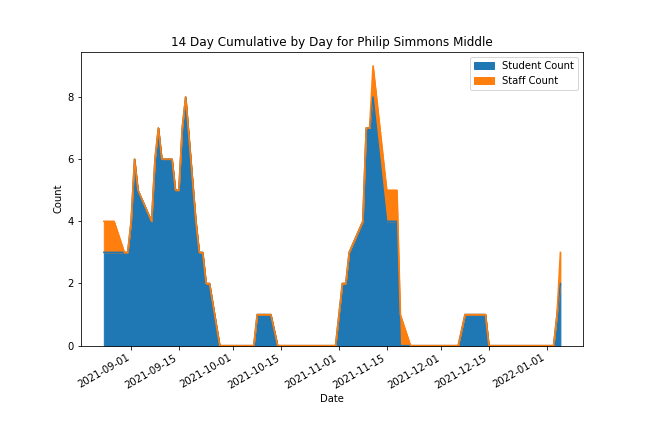 14 Day Cumulative by Day for Philip Simmons Middle
Student Count
Staff Count
8
6
4
2
0
Count
2021-09-01
2021-09-15
2021-10-01
2021-10-15
2021-11-01
2021-11-15
2021-12-01
2021-12-15
2022-01-01
Date